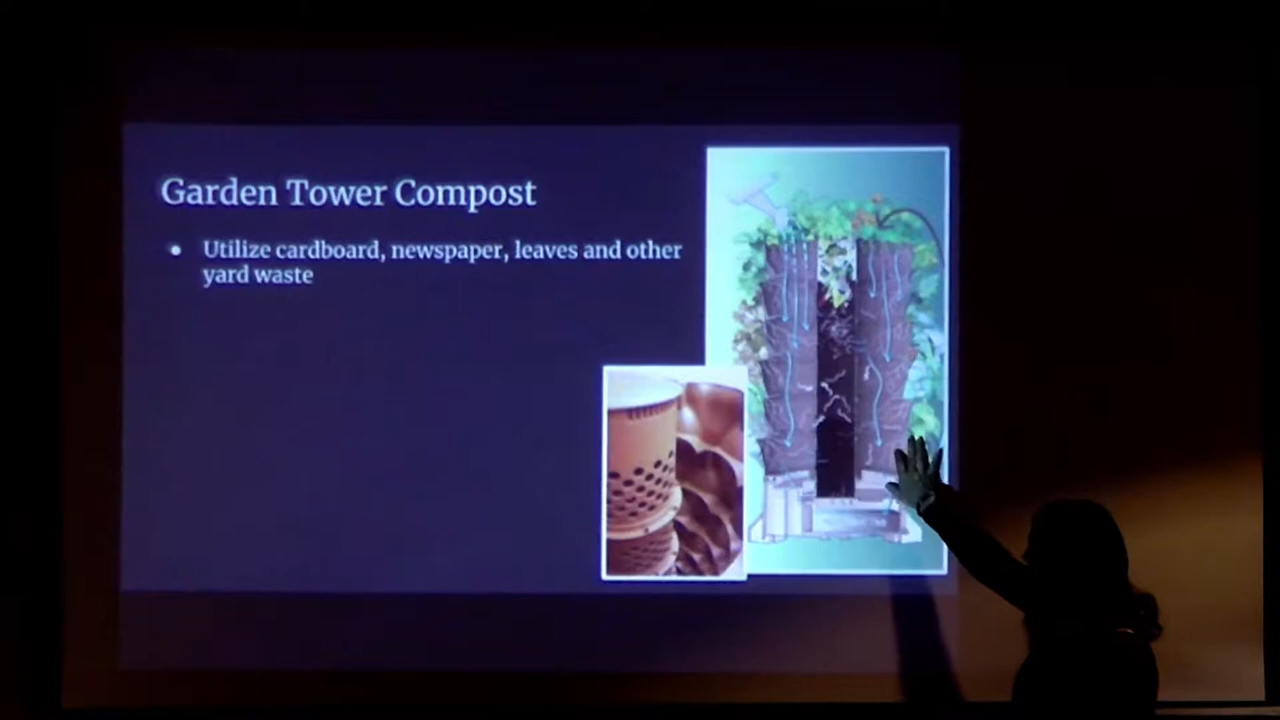 Garden Tower Compost
● Utilize cardboard, newspaper, leaves and other
yard waste